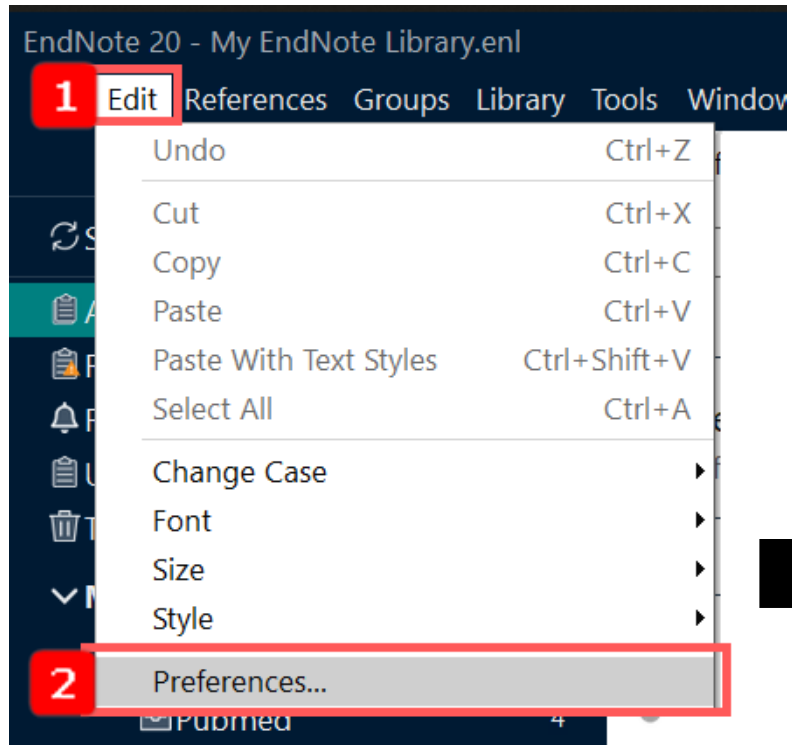 EndNote 20 - My EndNote Library.enl
1 Edit References Groups Library Tools Window
Undo Ctrl+Z
Cut Ctrl+X
Copy Ctrl+C
Paste Ctrl+V
Paste With Text Styles Ctrl+Shift+V
Select All Ctrl+A
Change Case
Font
Size
Style
2 Preferences...
Pubmed 4